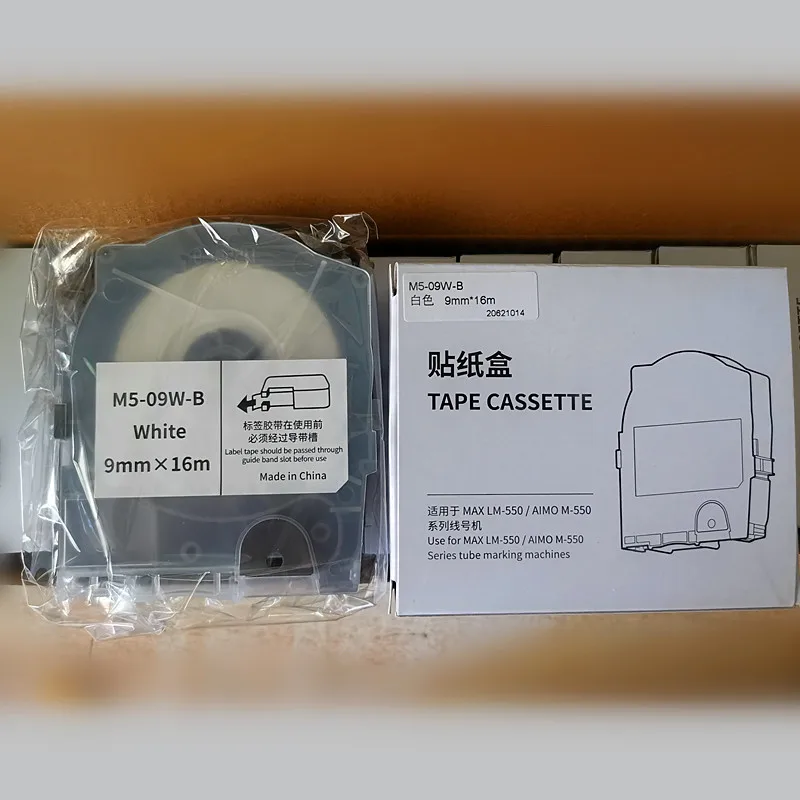 M5-09W-B
White
9mm×16m
标签胶带在使用前
必须经过导带槽
Label tape should be passed through
guide band slot before use
Made in China
M5-09W-B
白色 9mm*16m
20621014
贴纸盒
TAPE CASSETTE
适用于 MAX LM-550 / AIMO M-550
系列线号机
Use for MAX LM-550 / AIMO M-550
Series tube marking machines